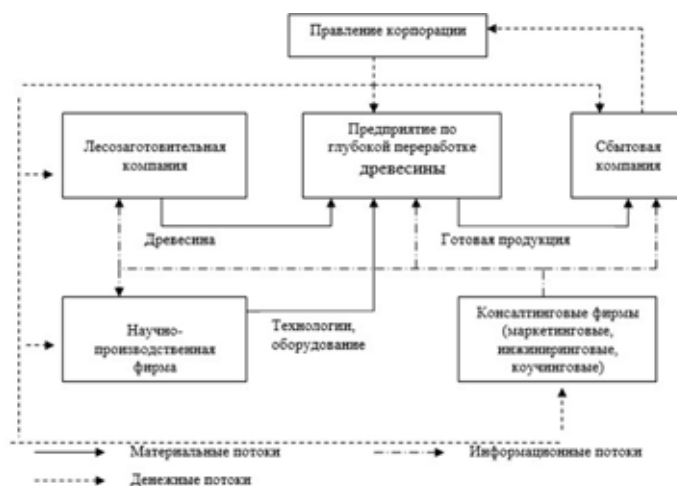 Правление корпорации
Лесозаготовительная
компания
Предприятие по
глубокой переработке
древесины
Сбытовая
компания
Древесина
Готовая продукция
Научно-
производственная
фирма
Технологии,
оборудование
Консалтинговые фирмы
(маркетинговые,
инжиниринговые,
коучинговые)
Материальные потоки
Информационные потоки
Денежные потоки